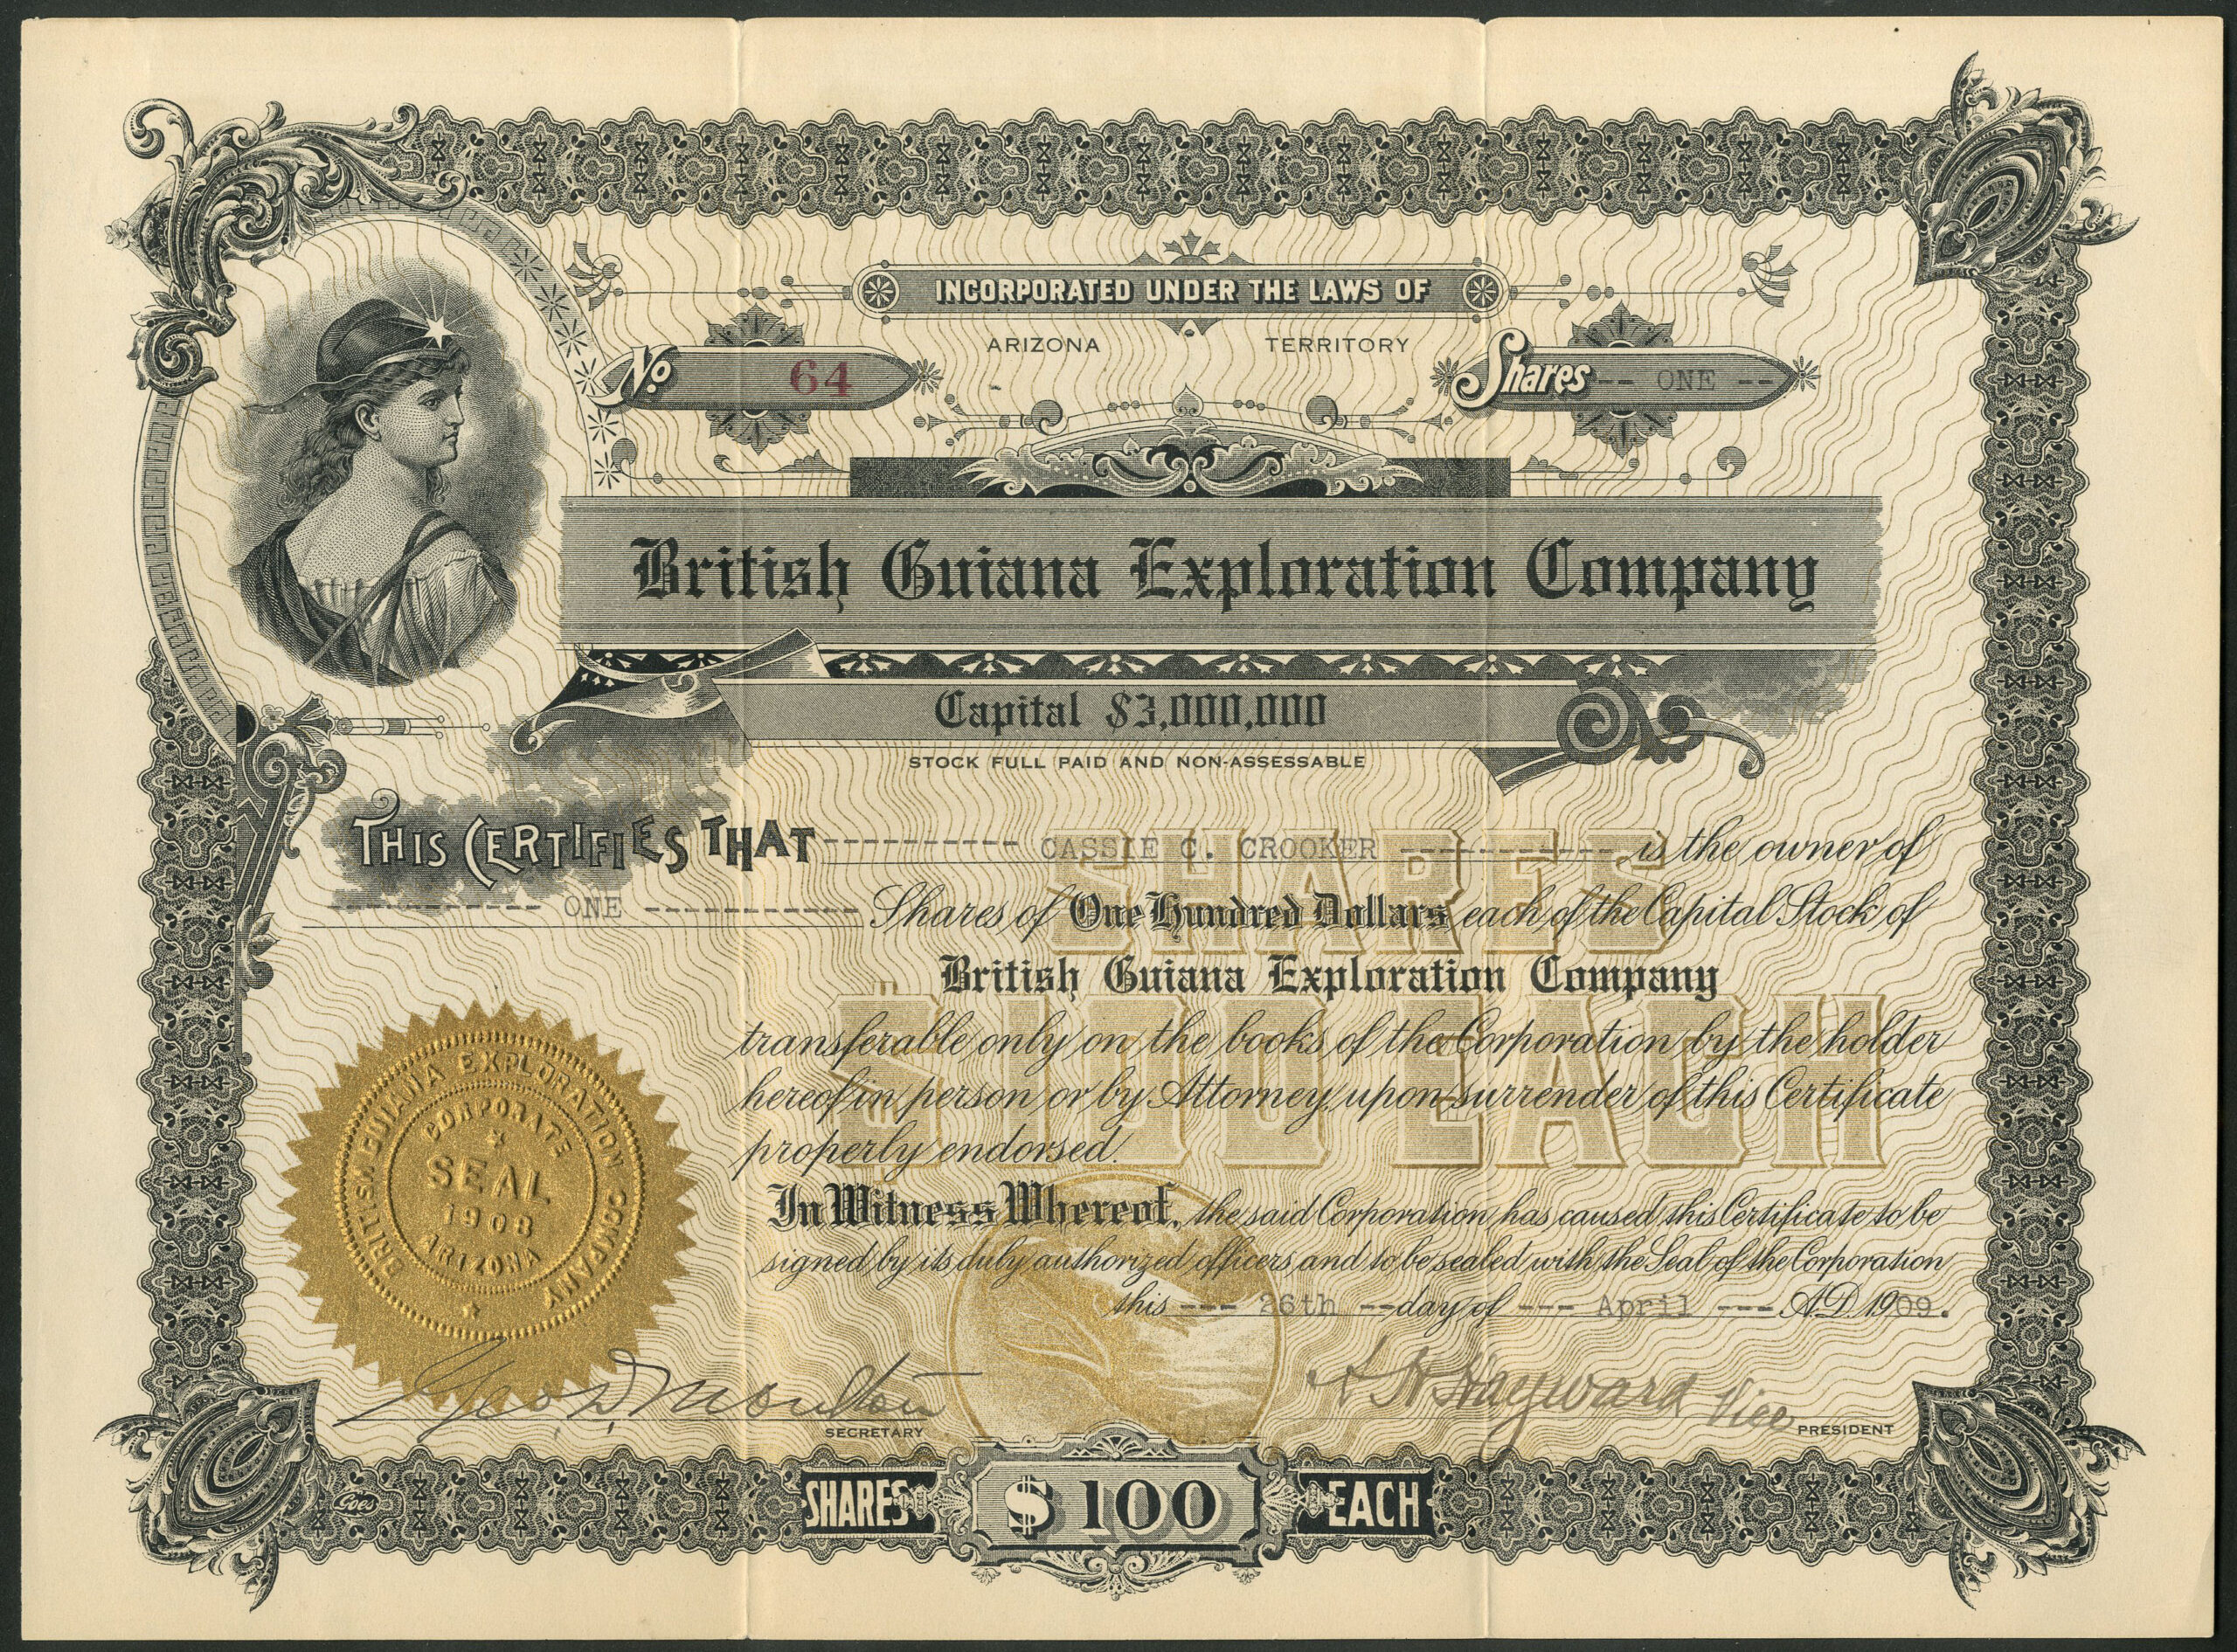 INCORPORATED UNDER THE LAWS OF
ARIZONA TERRITORY
No 64
Shares -- ONE --
British Guiana Exploration Company
Capital $3,000,000
STOCK FULL PAID AND NON-ASSESSABLE
THIS CERTIFIES THAT ----------- CASSIE C. CROOKER ------------ is the owner of
------------ ONE ------------ Shares of One Hundred Dollars each of the Capital Stock of
British Guiana Exploration Company
transferable only on the books of the Corporation by the holder
hereof in person or by Attorney upon surrender of this Certificate
properly endorsed.
SHARES
$100 EACH
In Witness Whereof, the said Corporation has caused this Certificate to be
signed by its duly authorized officers and to be sealed with the Seal of the Corporation
this --- 26th -- day of --- April --- A.D. 1909.
BRITISH GUIANA EXPLORATION COMPANY
CORPORATE
SEAL
1908
ARIZONA
Geo D Moulton
SECRETARY
Hayward Vice
PRESIDENT
Goes
SHARES $100 EACH